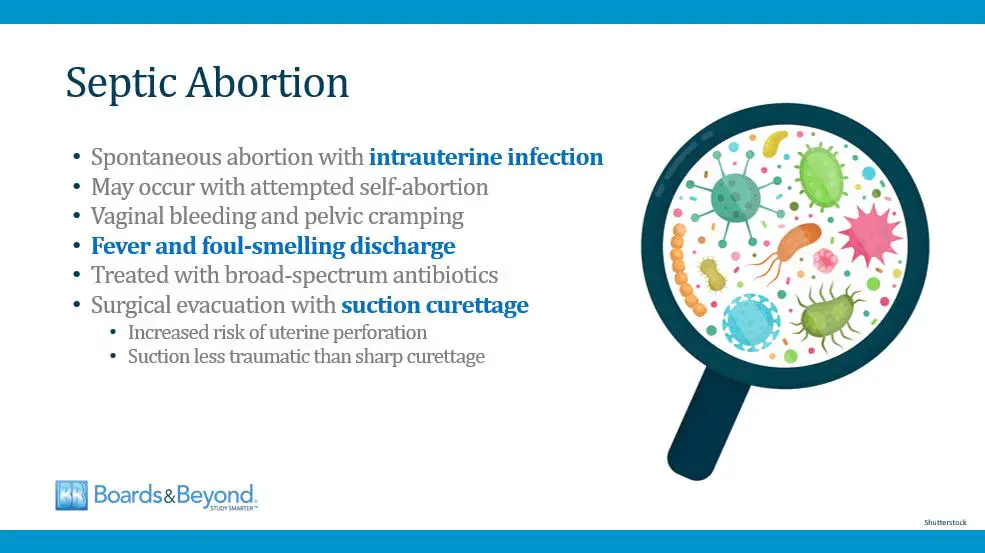 Septic Abortion
• Spontaneous abortion with intrauterine infection
• May occur with attempted self-abortion
• Vaginal bleeding and pelvic cramping
• Fever and foul-smelling discharge
• Treated with broad-spectrum antibiotics
• Surgical evacuation with suction curettage
• Increased risk of uterine perforation
• Suction less traumatic than sharp curettage
BB Boards&Beyond®
STUDY SMARTER™
Shutterstock